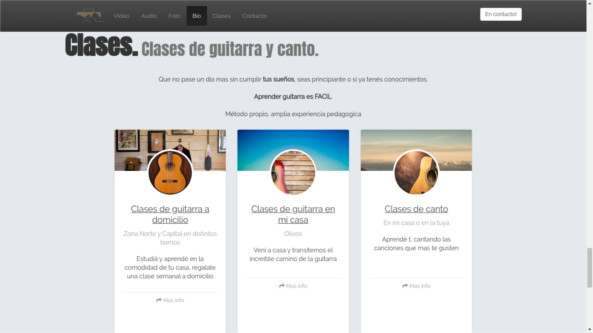 Video Audio Foto Bio Clases Contacto
En contacto!
Clases. Clases de guitarra y canto.
Que no pase un dia mas sin cumplir tus sueños, seas principiante o si ya tenés conocimientos.
Aprender guitarra es FACIL.
Método propio, amplia experiencia pedagogica
Clases de guitarra a
domicilio
Zona Norte y Capital en distintos
barrios
Estudiá y aprendé en la
comodidad de tu casa, regalate
una clase semanal a domicilio
Mas info
Clases de guitarra en
mi casa
Olivos
Vení a casa y transitemos el
increible camino de la guitarra
Mas info
Clases de canto
En mi casa o en la tuya
Aprendé t, cantando las
canciones que mas te gusten
Mas info